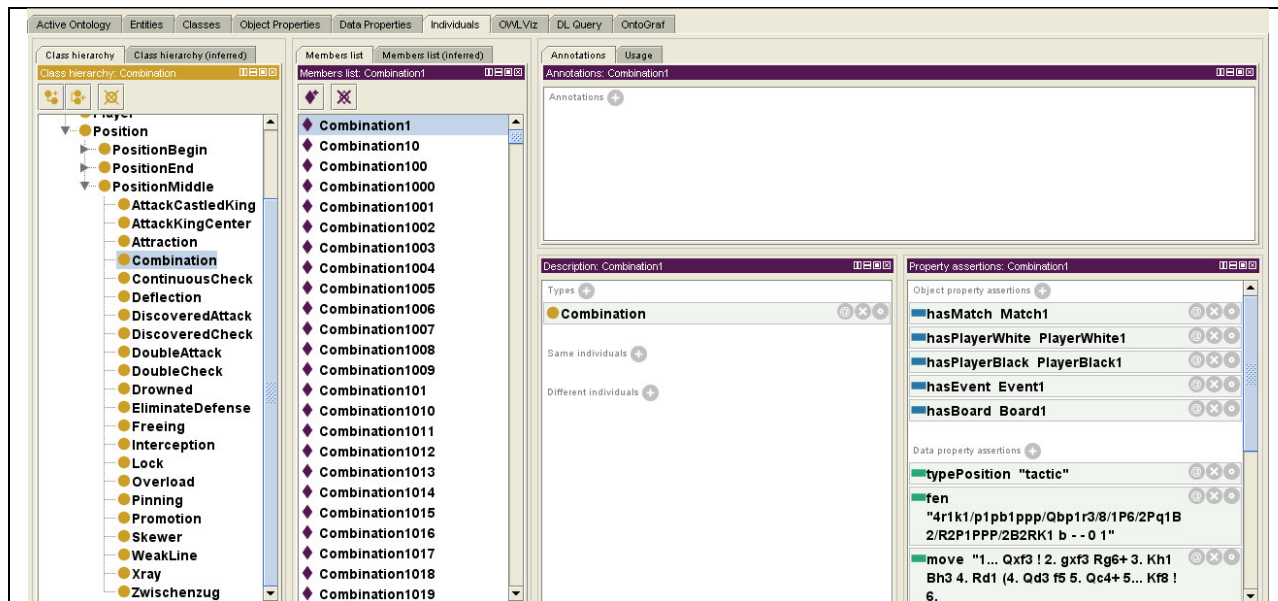 Active Ontology Entities Classes Object Properties Data Properties Individuals OWLViz DL Query OntoGraf
Class hierarchy Class hierarchy (inferred)
Class hierarchy: Combination
Player
Position
PositionBegin
PositionEnd
PositionMiddle
AttackCastledKing
AttackKingCenter
Attraction
Combination
ContinuousCheck
Deflection
DiscoveredAttack
DiscoveredCheck
DoubleAttack
DoubleCheck
Drowned
EliminateDefense
Freeing
Interception
Lock
Overload
Pinning
Promotion
Skewer
WeakLine
Xray
Zwischenzug
Members list Members list (inferred)
Members list: Combination1
Combination1
Combination10
Combination100
Combination1000
Combination1001
Combination1002
Combination1003
Combination1004
Combination1005
Combination1006
Combination1007
Combination1008
Combination1009
Combination101
Combination1010
Combination1011
Combination1012
Combination1013
Combination1014
Combination1015
Combination1016
Combination1017
Combination1018
Combination1019
Annotations Usage
Annotations: Combination1
Annotations
Description: Combination1
Types
Combination
Same individuals
Different individuals
Property assertions: Combination1
Object property assertions
hasMatch Match1
hasPlayerWhite PlayerWhite1
hasPlayerBlack PlayerBlack1
hasEvent Event1
hasBoard Board1
Data property assertions
typePosition "tactic"
fen
"4r1k1/p1pb1ppp/Qbp1r3/8/1P6/2Pq1B
2/R2P1PPP/2B2RK1 b - - 0 1"
move "1... Qxf3 ! 2. gxf3 Rg6+ 3. Kh1
Bh3 4. Rd1 (4. Qd3 f5 5. Qc4+ 5... Kf8 !
6.